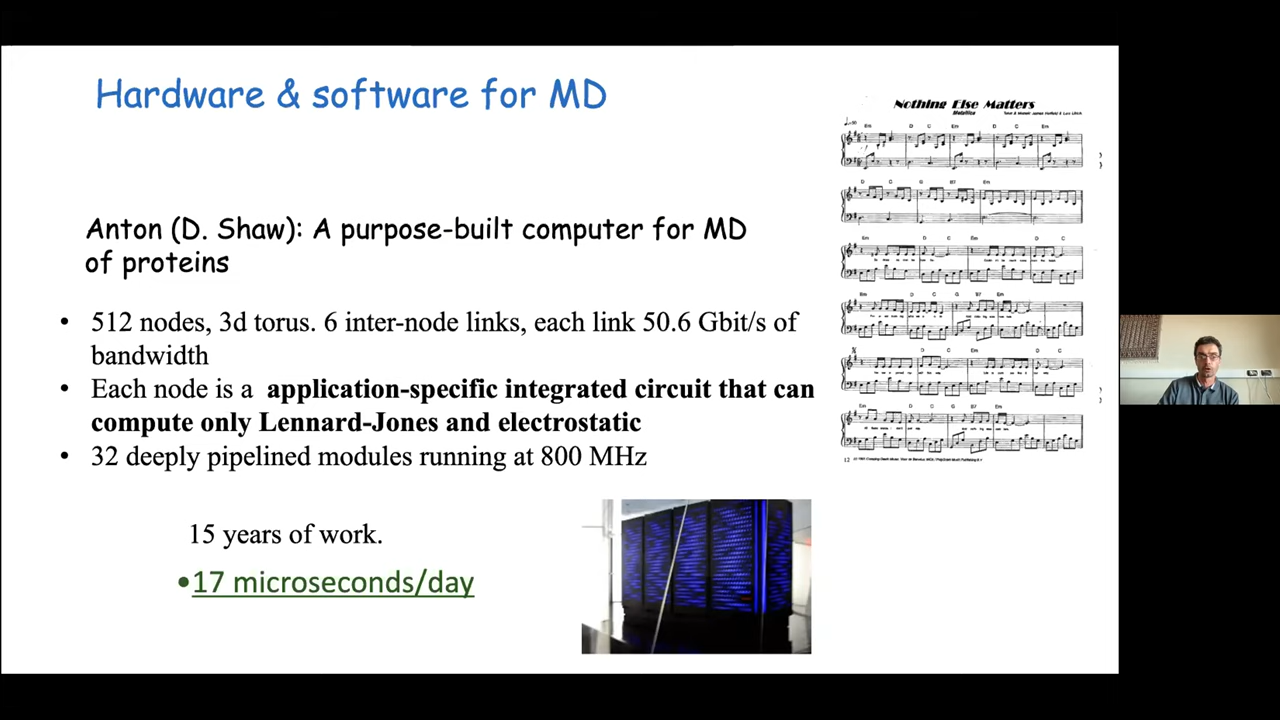 Hardware & software for MD
Nothing Else Matters
Metallica
Anton (D. Shaw): A purpose-built computer for MD
of proteins
• 512 nodes, 3d torus. 6 inter-node links, each link 50.6 Gbit/s of
bandwidth
• Each node is a application-specific integrated circuit that can
compute only Lennard-Jones and electrostatic
• 32 deeply pipelined modules running at 800 MHz
15 years of work.
•17 microseconds/day